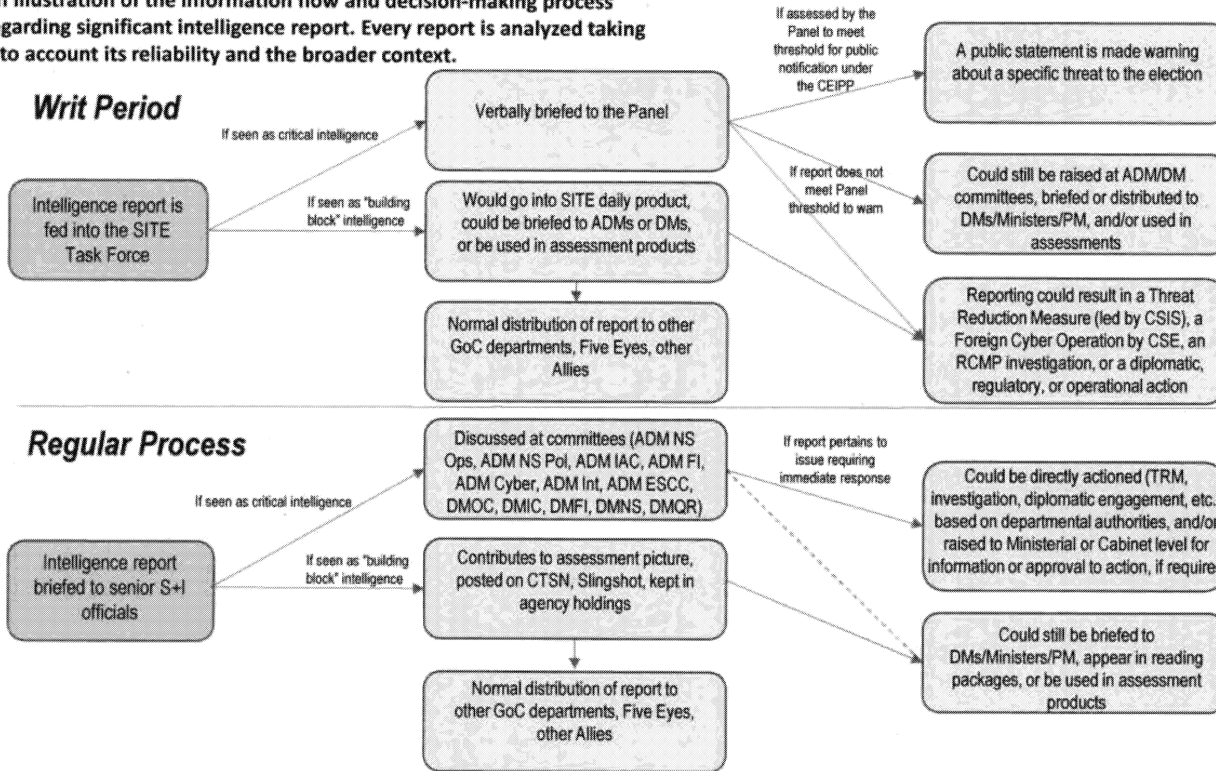 n illustration of the information flow and decision-making process
egarding significant intelligence report. Every report is analyzed taking
to account its reliability and the broader context.
Writ Period
Intelligence report is
fed into the SITE
Task Force
If seen as critical intelligence
If seen as "building
block" intelligence
Verbally briefed to the Panel
Would go into SITE daily product,
could be briefed to ADMs or DMs,
or be used in assessment products
Normal distribution of report to other
GoC departments, Five Eyes, other
Allies
If assessed by the
Panel to meet
threshold for public
notification under
the CEIPP
If report does not
meet Panel
threshold to warn
A public statement is made warning
about a specific threat to the election
Could still be raised at ADM/DM
committees, briefed or distributed to
DMs/Ministers/PM, and/or used in
assessments
Reporting could result in a Threat
Reduction Measure (led by CSIS), a
Foreign Cyber Operation by CSE, an
RCMP investigation, or a diplomatic,
regulatory, or operational action
Regular Process
Intelligence report
briefed to senior S+I
officials
If seen as critical intelligence
If seen as "building
block" intelligence
Discussed at committees (ADM NS
Ops, ADM NS Pol, ADM IAC, ADM FI,
ADM Cyber, ADM Int, ADM ESCC,
DMOC, DMIC, DMFI, DMNS, DMQR)
Contributes to assessment picture,
posted on CTSN, Slingshot, kept in
agency holdings
Normal distribution of report to
other GoC departments, Five Eyes,
other Allies
If report pertains to
issue requiring
immediate response
Could be directly actioned (TRM,
investigation, diplomatic engagement, etc.
based on departmental authorities, and/or
raised to Ministerial or Cabinet level for
information or approval to action, if require
Could still be briefed to
DMs/Ministers/PM, appear in reading
packages, or be used in assessment
products